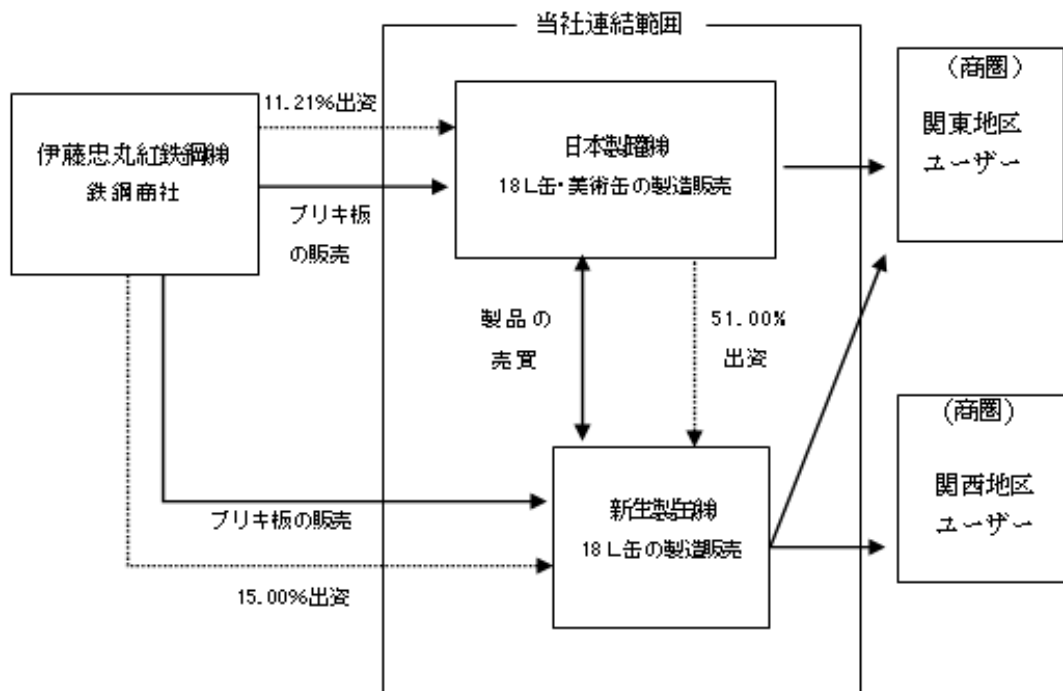 当社連結範囲
伊藤忠丸紅鉄鋼㈱
鉄鋼商社
11.21%出資
ブリキ板
の販売
日本製罐㈱
18L缶・美術缶の製造販売
(商圏)
関東地区
ユーザー
製品の
売買
51.00%
出資
ブリキ板の販売
15.00%出資
新生製缶㈱
18L缶の製造販売
(商圏)
関西地区
ユーザー